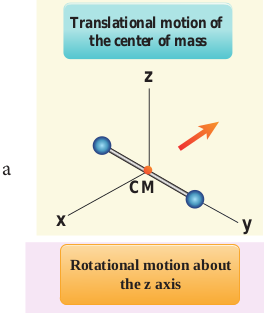 Translational motion of
the center of mass
z
a
CM
x
y
Rotational motion about
the z axis